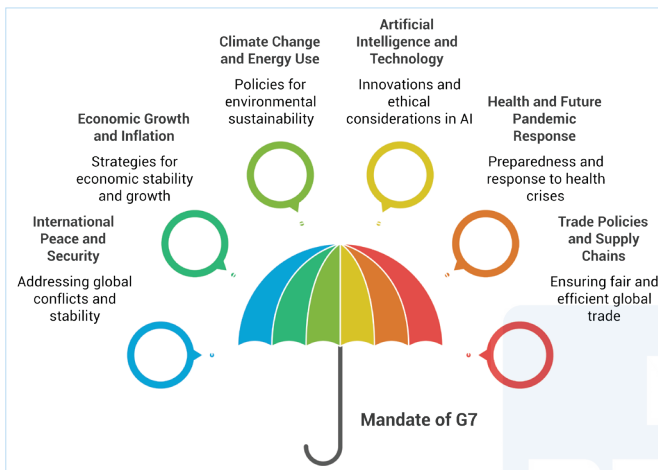 International
Peace and
Security
Addressing global
conflicts and
stability
Economic Growth
and Inflation
Strategies for
economic stability
and growth
Climate Change
and Energy Use
Policies for
environmental
sustainability
Artificial
Intelligence and
Technology
Innovations and
ethical
considerations in AI
Health and Future
Pandemic
Response
Preparedness and
response to health
crises
Trade Policies
and Supply
Chains
Ensuring fair and
efficient global
trade
Mandate of G7